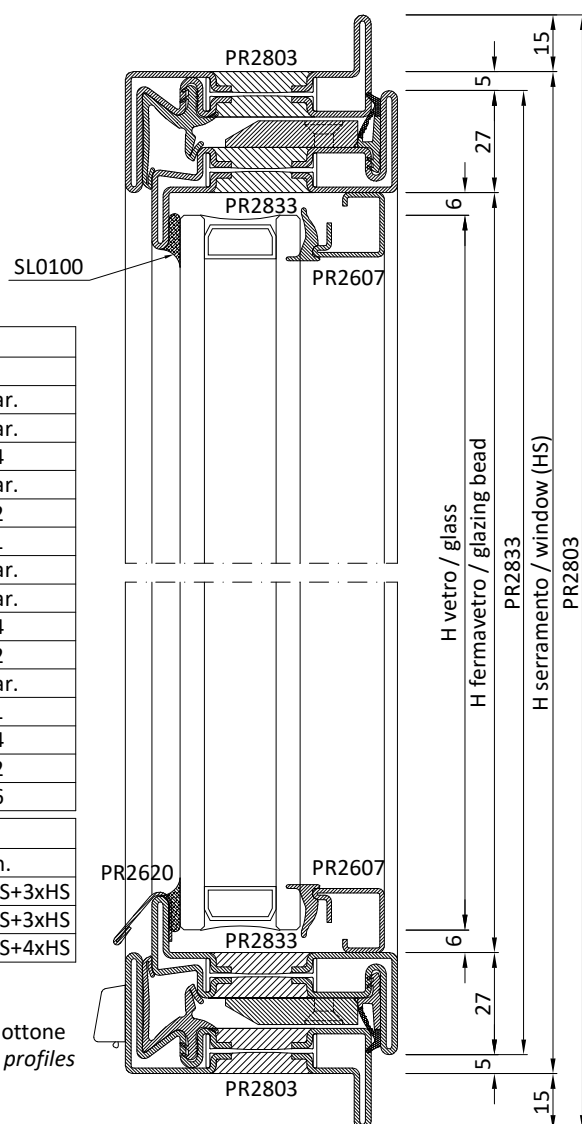 PR2803
15
5
27
PR2833
6
SL0100
PR2607
ar.
ar.
4
ar.
2
ar.
ar.
4
2
ar.
4
2
6
n.
S+3xHS
S+3xHS
S+4xHS
H vetro / glass
H fermavetro / glazing bead
PR2833
H serramento / window (HS)
PR2803
PR2620
PR2607
PR2833
6
27
5
PR2803
15
ottone
profiles